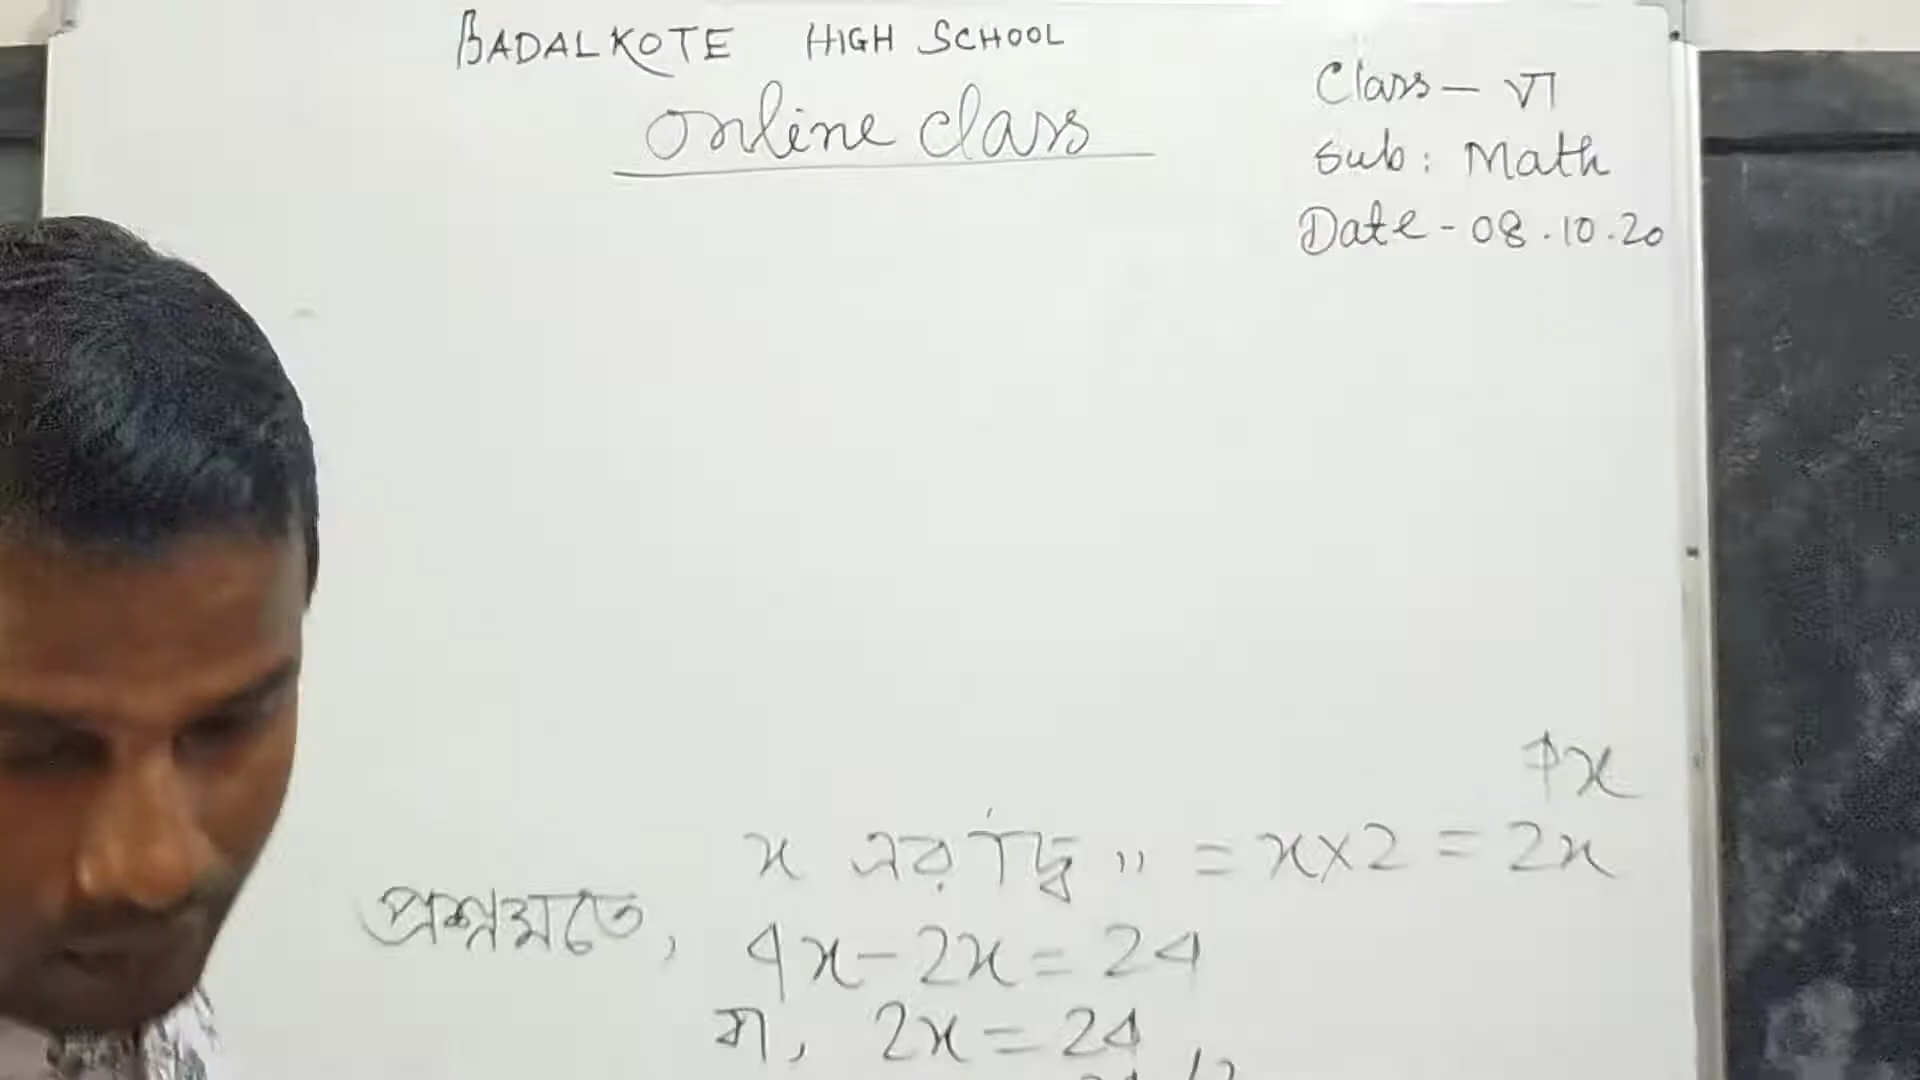 BADALKOTE HIGH SCHOOL
online class
Class - VI
Sub: Math
Date - 08.10.20
4x
x এর দ্বি " = x×2 = 2x
প্রশ্নমতে, 4x-2x=24
বা, 2x=24